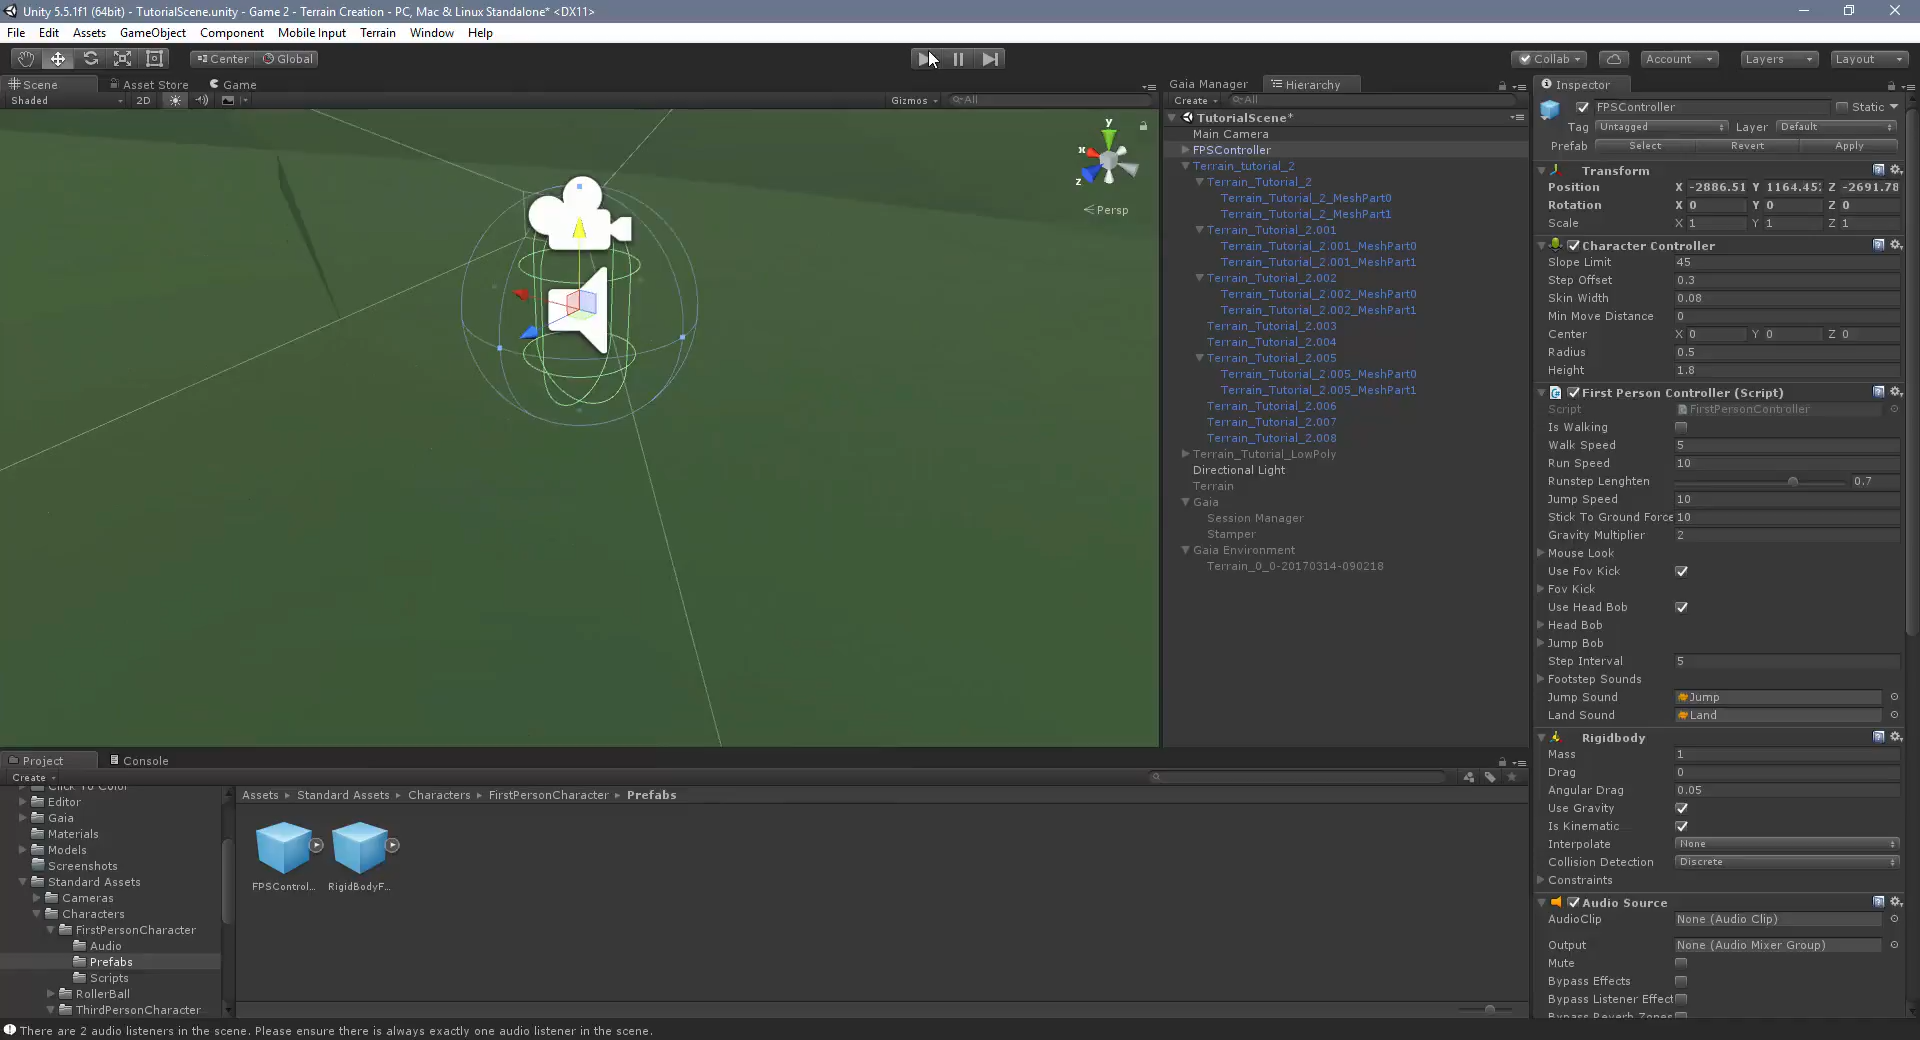 Unity 5.5.1f1 (64bit) - TutorialScene.unity - Game 2 - Terrain Creation - PC, Mac & Linux Standalone* <DX11>
File Edit Assets GameObject Component Mobile Input Terrain Window Help
Center Global Collab Account Layers Layout
Scene Asset Store Game
Shaded 2D Gizmos All
y
x
z
Persp
Gaia Manager Hierarchy
Create All
TutorialScene*
Main Camera
FPSController
Terrain_tutorial_2
Terrain_Tutorial_2
Terrain_Tutorial_2_MeshPart0
Terrain_Tutorial_2_MeshPart1
Terrain_Tutorial_2.001
Terrain_Tutorial_2.001_MeshPart0
Terrain_Tutorial_2.001_MeshPart1
Terrain_Tutorial_2.002
Terrain_Tutorial_2.002_MeshPart0
Terrain_Tutorial_2.002_MeshPart1
Terrain_Tutorial_2.003
Terrain_Tutorial_2.004
Terrain_Tutorial_2.005
Terrain_Tutorial_2.005_MeshPart0
Terrain_Tutorial_2.005_MeshPart1
Terrain_Tutorial_2.006
Terrain_Tutorial_2.007
Terrain_Tutorial_2.008
Terrain_Tutorial_LowPoly
Directional Light
Terrain
Gaia
Session Manager
Stamper
Gaia Environment
Terrain_0_0-20170314-090218
Inspector
FPSController Static
Tag Untagged Layer Default
Prefab Select Revert Apply
Transform
Position X -2886.51 Y 1164.45 Z -2691.78
Rotation X 0 Y 0 Z 0
Scale X 1 Y 1 Z 1
Character Controller
Slope Limit 45
Step Offset 0.3
Skin Width 0.08
Min Move Distance 0
Center X 0 Y 0 Z 0
Radius 0.5
Height 1.8
First Person Controller (Script)
Script FirstPersonController
Is Walking
Walk Speed 5
Run Speed 10
Runstep Lenghten 0.7
Jump Speed 10
Stick To Ground Force 10
Gravity Multiplier 2
Mouse Look
Use Fov Kick
Fov Kick
Use Head Bob
Head Bob
Jump Bob
Step Interval 5
Footstep Sounds
Jump Sound Jump
Land Sound Land
Rigidbody
Mass 1
Drag 0
Angular Drag 0.05
Use Gravity
Is Kinematic
Interpolate None
Collision Detection Discrete
Constraints
Audio Source
AudioClip None (Audio Clip)
Output None (Audio Mixer Group)
Mute
Bypass Effects
Bypass Listener Effect
Bypass Reverb Zones
Project Console
Create
Click To Color
Editor
Gaia
Materials
Models
Screenshots
Standard Assets
Cameras
Characters
FirstPersonCharacter
Audio
Prefabs
Scripts
RollerBall
ThirdPersonCharacter
Assets Standard Assets Characters FirstPersonCharacter Prefabs
FPSControl... RigidBodyF...
There are 2 audio listeners in the scene. Please ensure there is always exactly one audio listener in the scene.